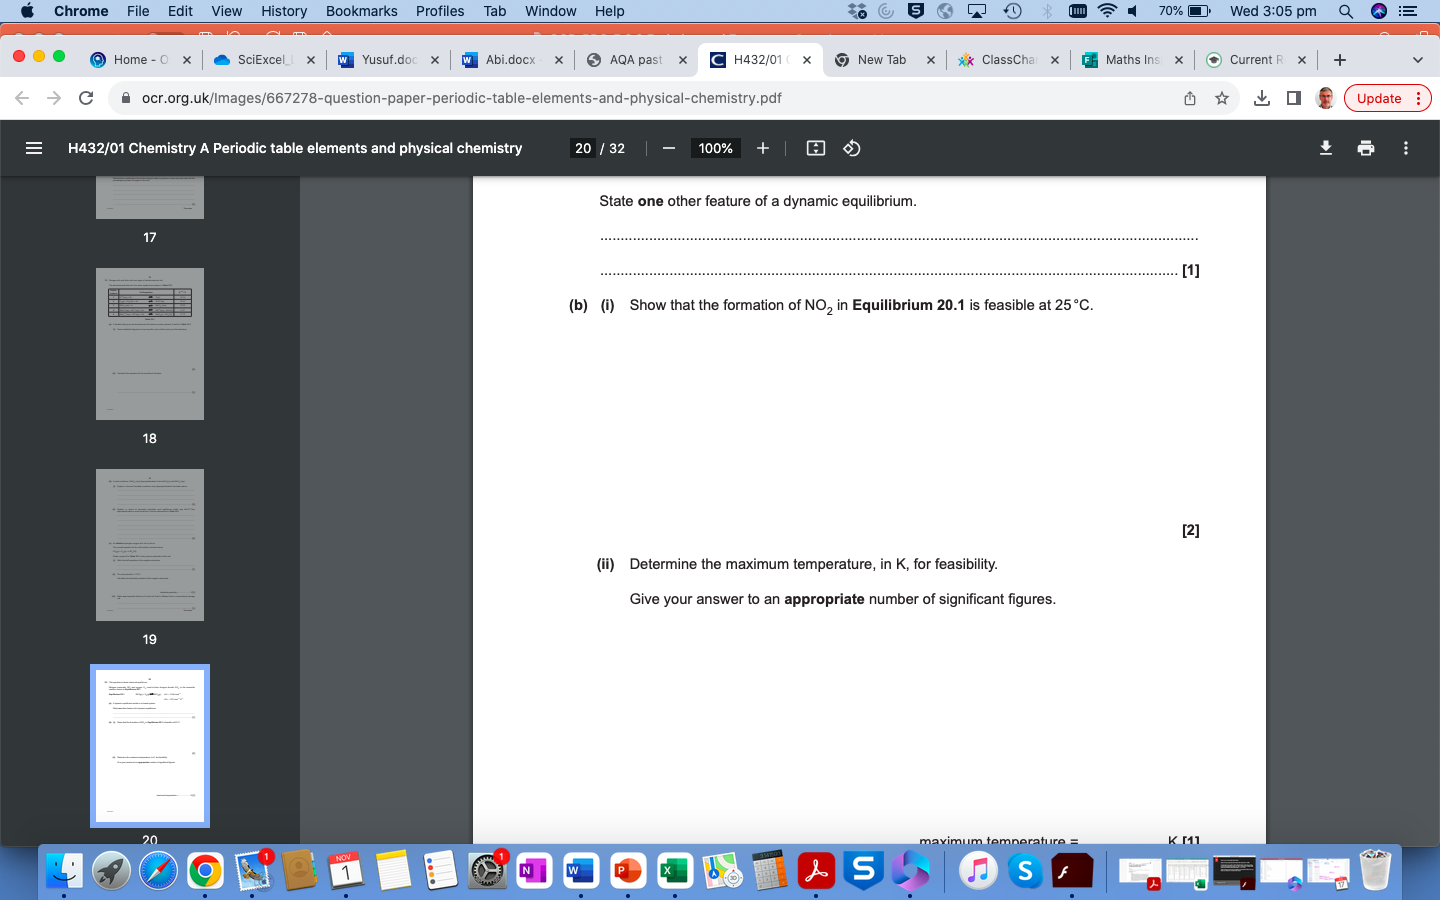 Chrome File Edit View History Bookmarks Profiles Tab Window Help
70% Wed 3:05 pm
Home - O SciExcel_ Yusuf.doc Abi.docx AQA past H432/01 New Tab ClassCha Maths Ins Current R
ocr.org.uk/Images/667278-question-paper-periodic-table-elements-and-physical-chemistry.pdf
Update
H432/01 Chemistry A Periodic table elements and physical chemistry
20 / 32
100%
State one other feature of a dynamic equilibrium.
[1]
(b) (i) Show that the formation of NO₂ in Equilibrium 20.1 is feasible at 25 °C.
[2]
(ii) Determine the maximum temperature, in K, for feasibility.
Give your answer to an appropriate number of significant figures.
maximum temperature = K [1]
17
18
19
20
1
NOV
1
1
17